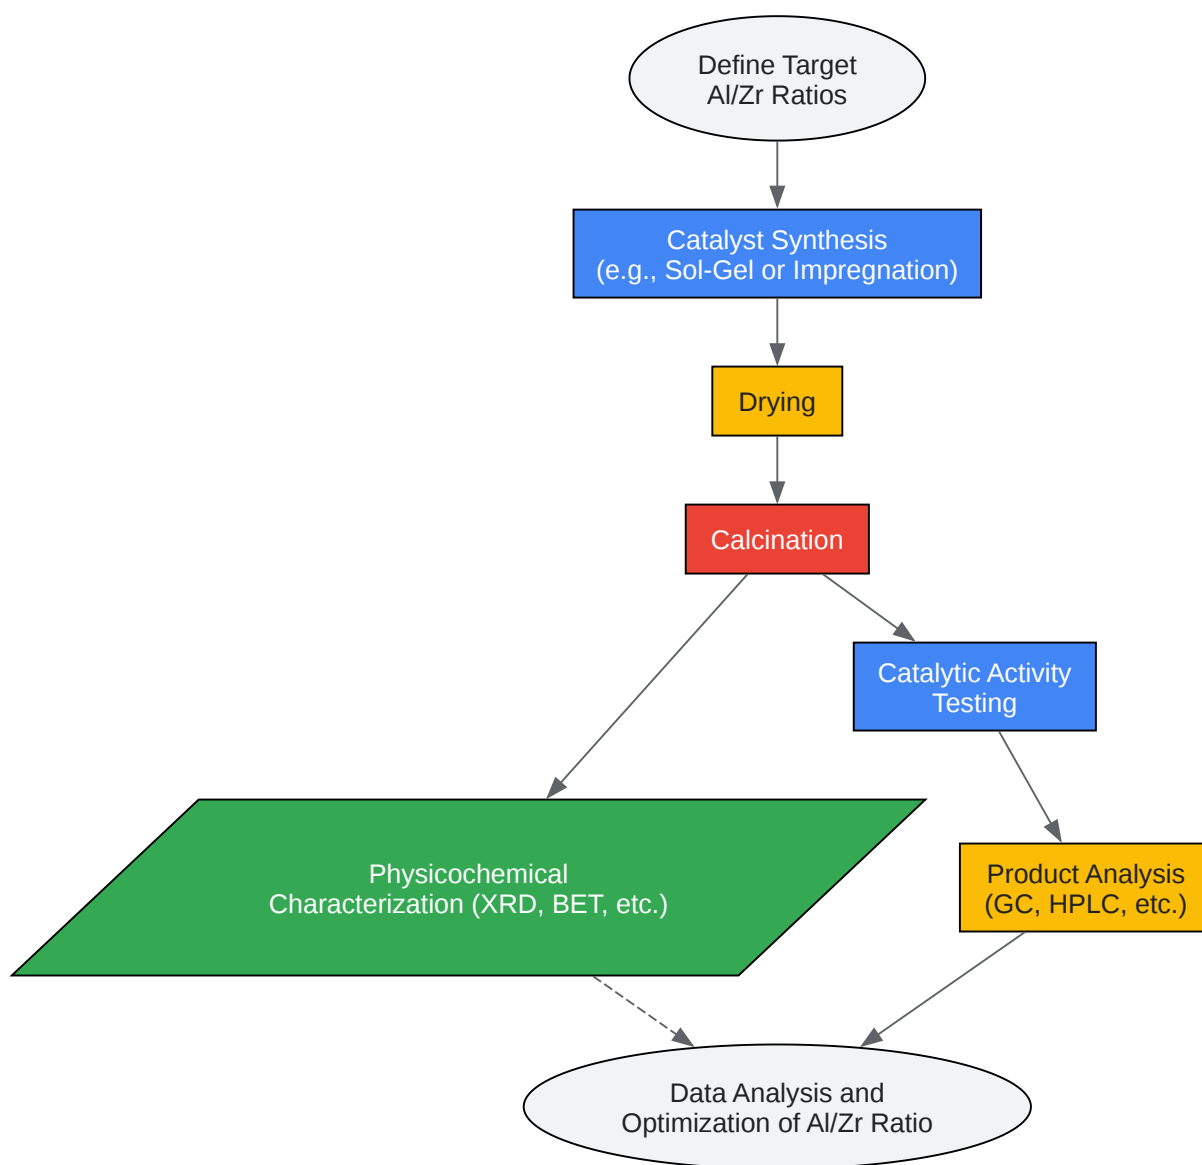 Define Target
Al/Zr Ratios
Catalyst Synthesis
(e.g., Sol-Gel or Impregnation)
Drying
Calcination
Catalytic Activity
Testing
Physicochemical
Characterization (XRD, BET, etc.)
Product Analysis
(GC, HPLC, etc.)
Data Analysis and
Optimization of Al/Zr Ratio